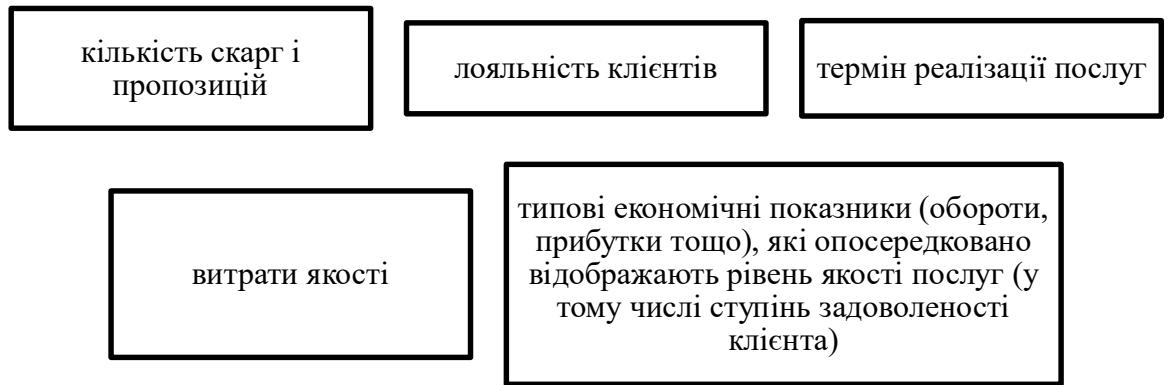 кількість скарг і
пропозицій
лояльність клієнтів
термін реалізації послуг
витрати якості
типові економічні показники (обороти,
прибутки тощо), які опосередковано
відображають рівень якості послуг (у
тому числі ступінь задоволеності
клієнта)